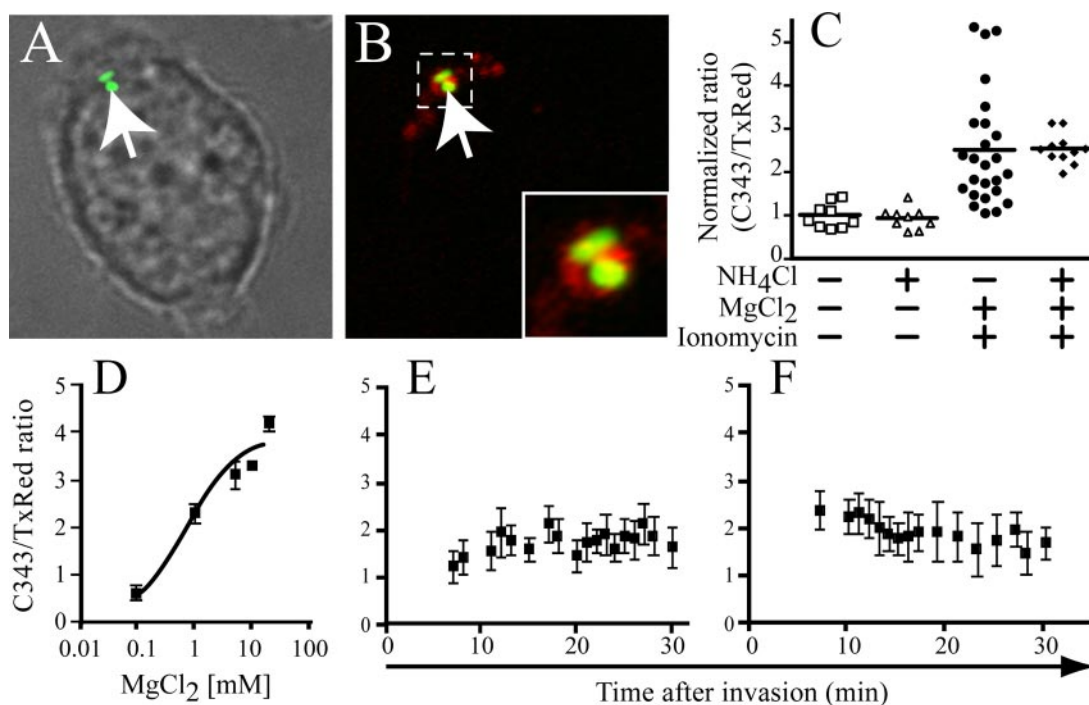 A
B
C
Normalized ratio
(C343/TxRed)
5
4
3
2
1
NH₄Cl − + − +
MgCl₂ − − + +
Ionomycin − − + +
D
C343/TxRed ratio
5
4
3
2
1
0
0.01 0.1 1 10 100
MgCl₂ [mM]
E
5
4
3
2
1
0
0 10 20 30
F
5
4
3
2
1
0
0 10 20 30
Time after invasion (min)